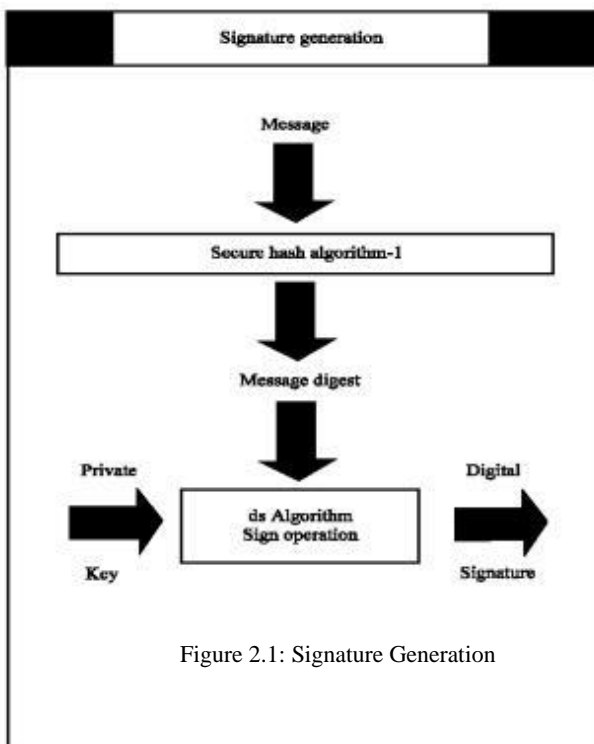 Signature generation
Message
Secure hash algorithm-1
Message digest
Private
Digital
ds Algorithm
Sign operation
Key
Signature
Figure 2.1: Signature Generation